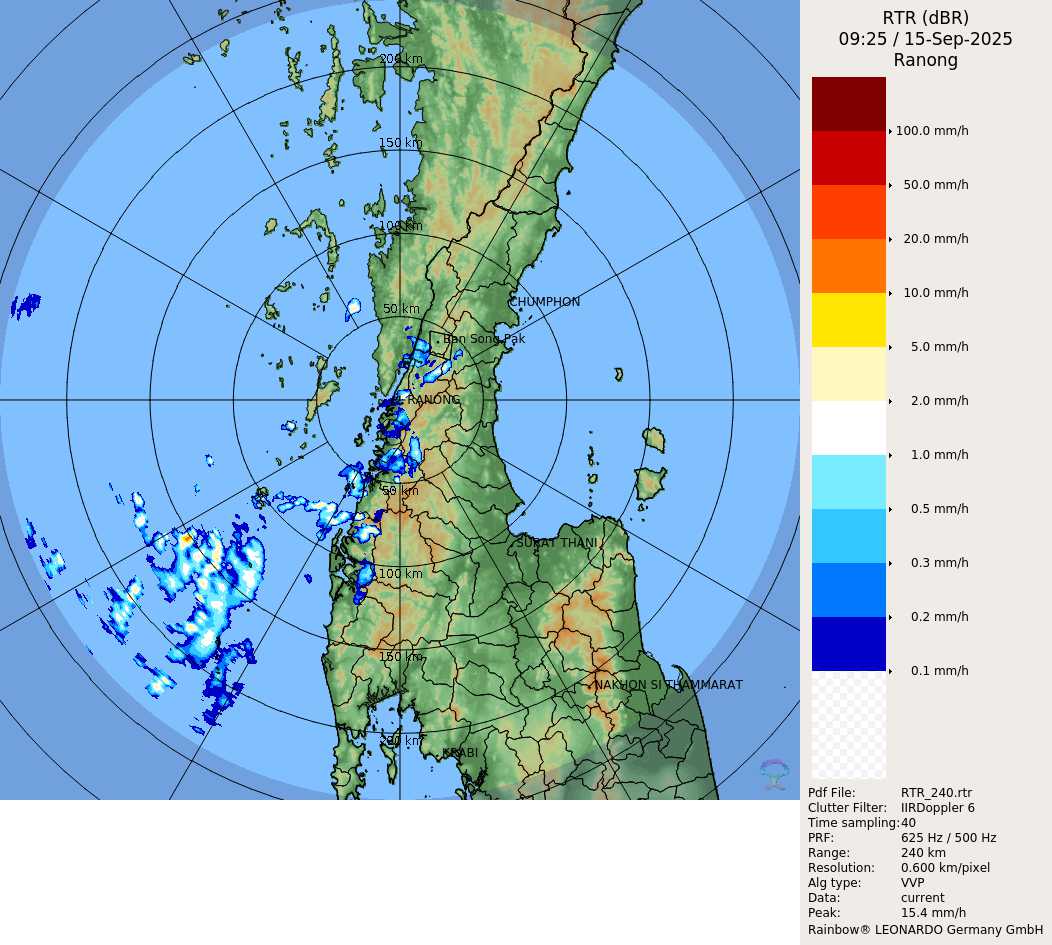 RTR (dBR)
09:25 / 15-Sep-2025
Ranong
200 km
150 km
100 km
50 km
CHUMPHON
Ban Song Pak
RANONG
50 km
SURAT THANI
100 km
150 km
NAKHON SI THAMMARAT
200 km
KRABI
100.0 mm/h
50.0 mm/h
20.0 mm/h
10.0 mm/h
5.0 mm/h
2.0 mm/h
1.0 mm/h
0.5 mm/h
0.3 mm/h
0.2 mm/h
0.1 mm/h
Pdf File: RTR_240.rtr
Clutter Filter: IIRDoppler 6
Time sampling:40
PRF: 625 Hz / 500 Hz
Range: 240 km
Resolution: 0.600 km/pixel
Alg type: VVP
Data: current
Peak: 15.4 mm/h
Rainbow® LEONARDO Germany GmbH